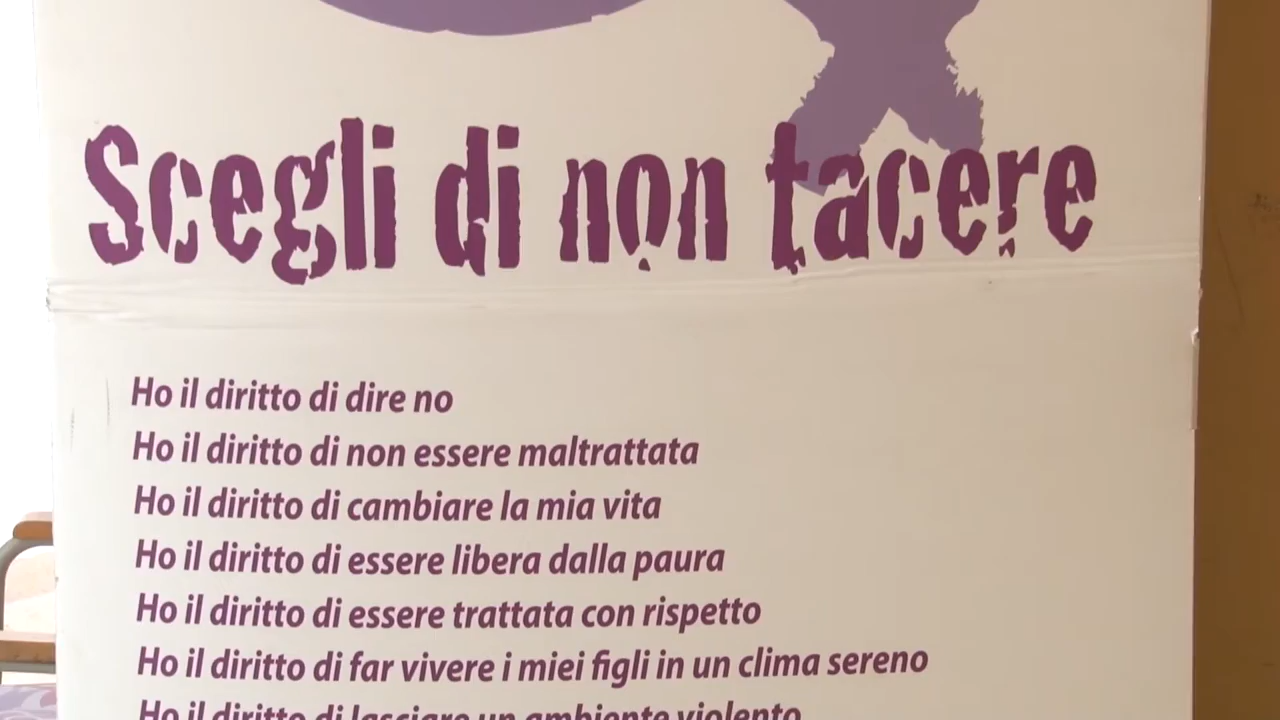 Scegli di non tacere
Ho il diritto di dire no
Ho il diritto di non essere maltrattata
Ho il diritto di cambiare la mia vita
Ho il diritto di essere libera dalla paura
Ho il diritto di essere trattata con rispetto
Ho il diritto di far vivere i miei figli in un clima sereno
Ho il diritto di lasciare un ambiente violento